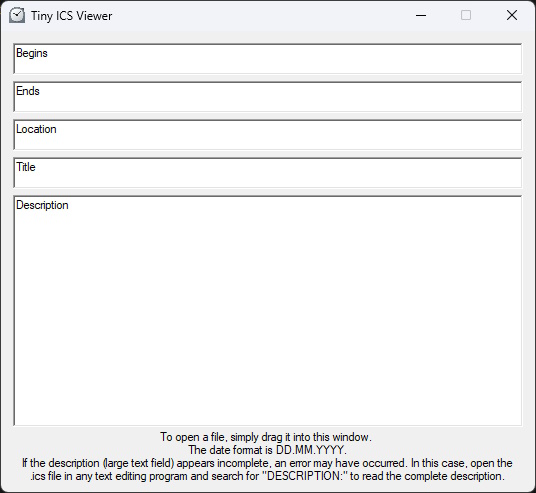 Tiny ICS Viewer
Begins
Ends
Location
Title
Description
To open a file, simply drag it into this window.
The date format is DD.MM.YYYY.
If the description (large text field) appears incomplete, an error may have occurred. In this case, open the
.ics file in any text editing program and search for "DESCRIPTION:" to read the complete description.